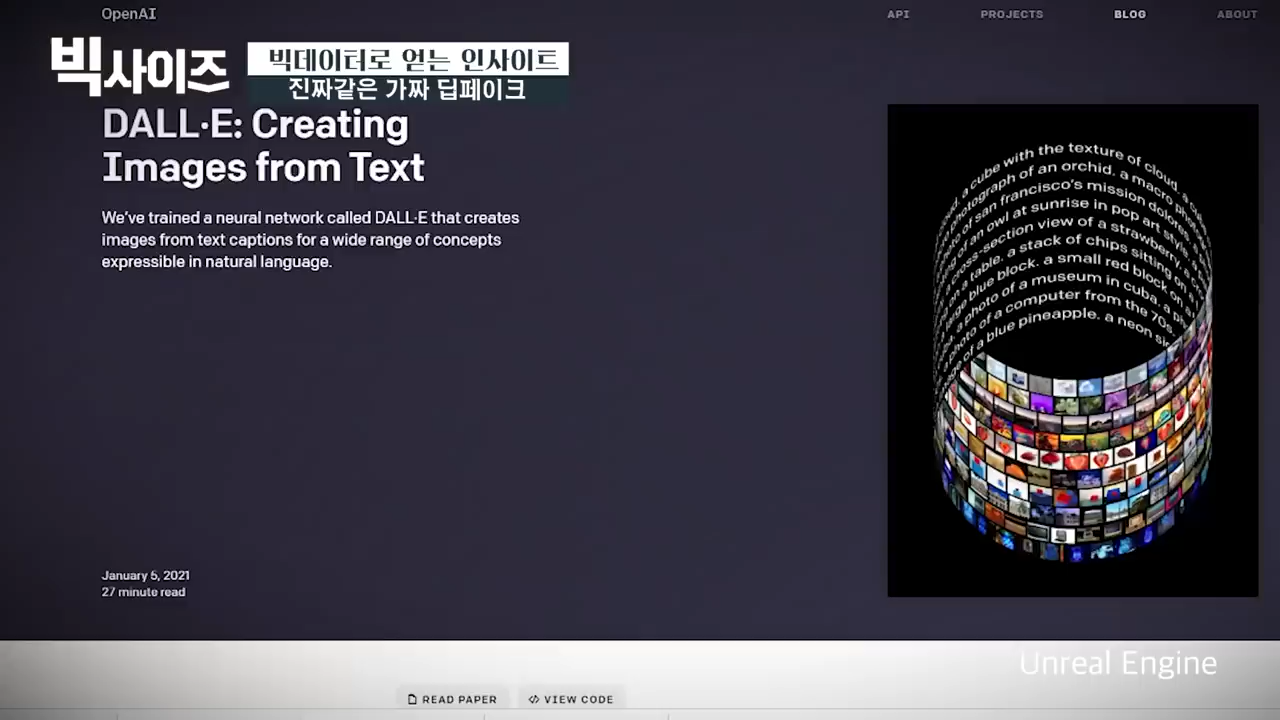 OpenAI
API
PROJECTS
BLOG
ABOUT
빅사이즈
빅데이터로 얻는 인사이트
진짜같은 가짜 딥페이크
DALL·E: Creating
Images from Text
We've trained a neural network called DALL·E that creates
images from text captions for a wide range of concepts
expressible in natural language.
a cube with the texture of cloud. a
photograph of an orchid. a macro
of san francisco's mission dolores
of an owl at sunrise in pop art style.
cross-section view of a strawberry. a
on a table. a stack of chips sitting on
large blue block. a small red block on
a photo of a museum in cuba. a
photo of a computer from the 70s.
of a blue pineapple. a neon
January 5, 2021
27 minute read
Unreal Engine
READ PAPER
VIEW CODE